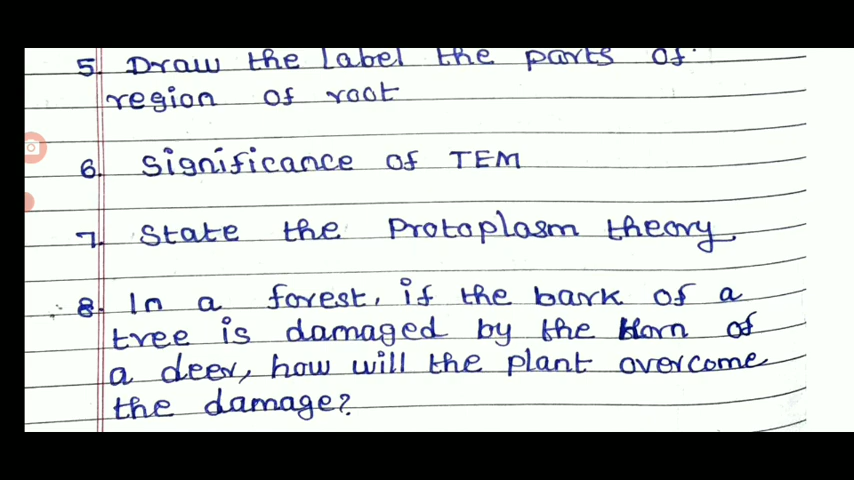 5. Draw the Label the parts of
region of root
6. Significance of TEM
7. State the Protoplasm theory
8. In a forest, if the bark of a
tree is damaged by the Horn of
a deer, how will the plant overcome
the damage?